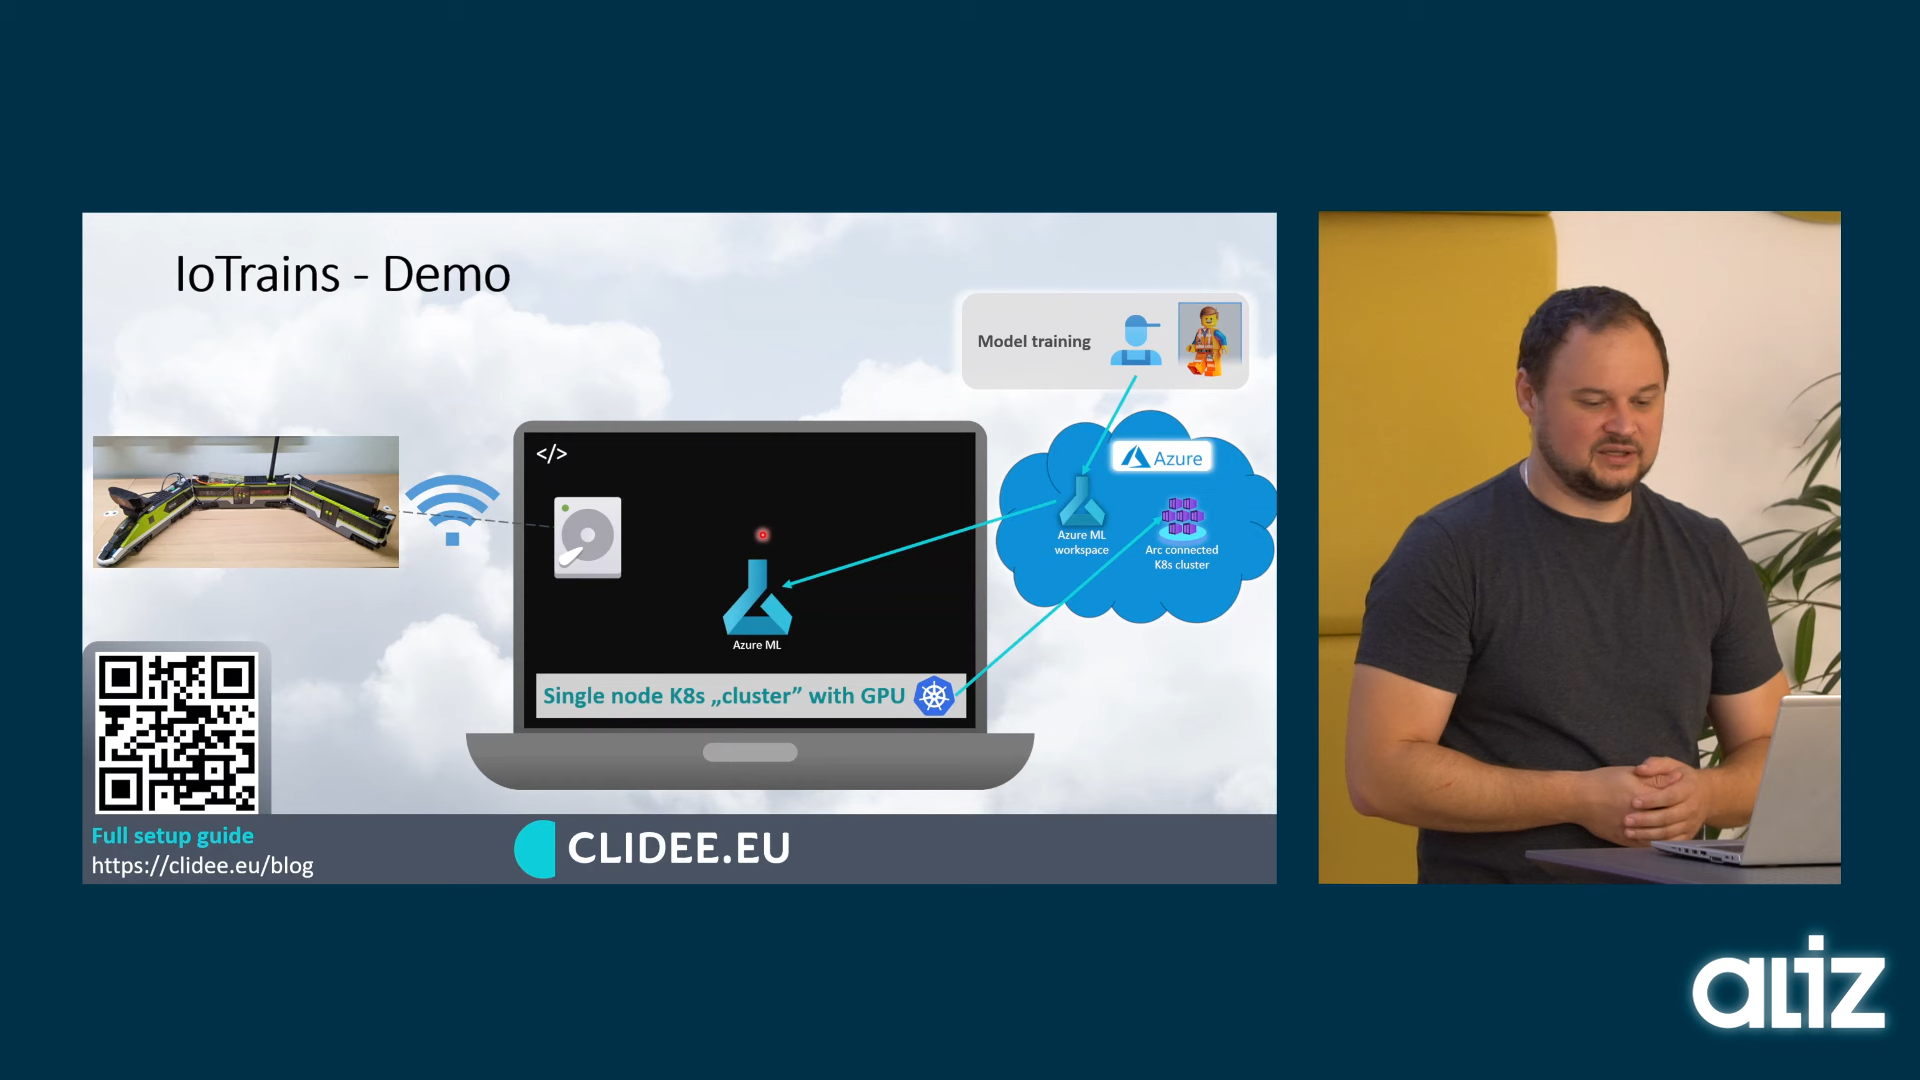 IoTrains - Demo
Model training
</>
Azure
Azure ML
workspace
Arc connected
K8s cluster
Azure ML
Single node K8s „cluster” with GPU
Full setup guide
https://clidee.eu/blog
CLIDEE.EU
aliz